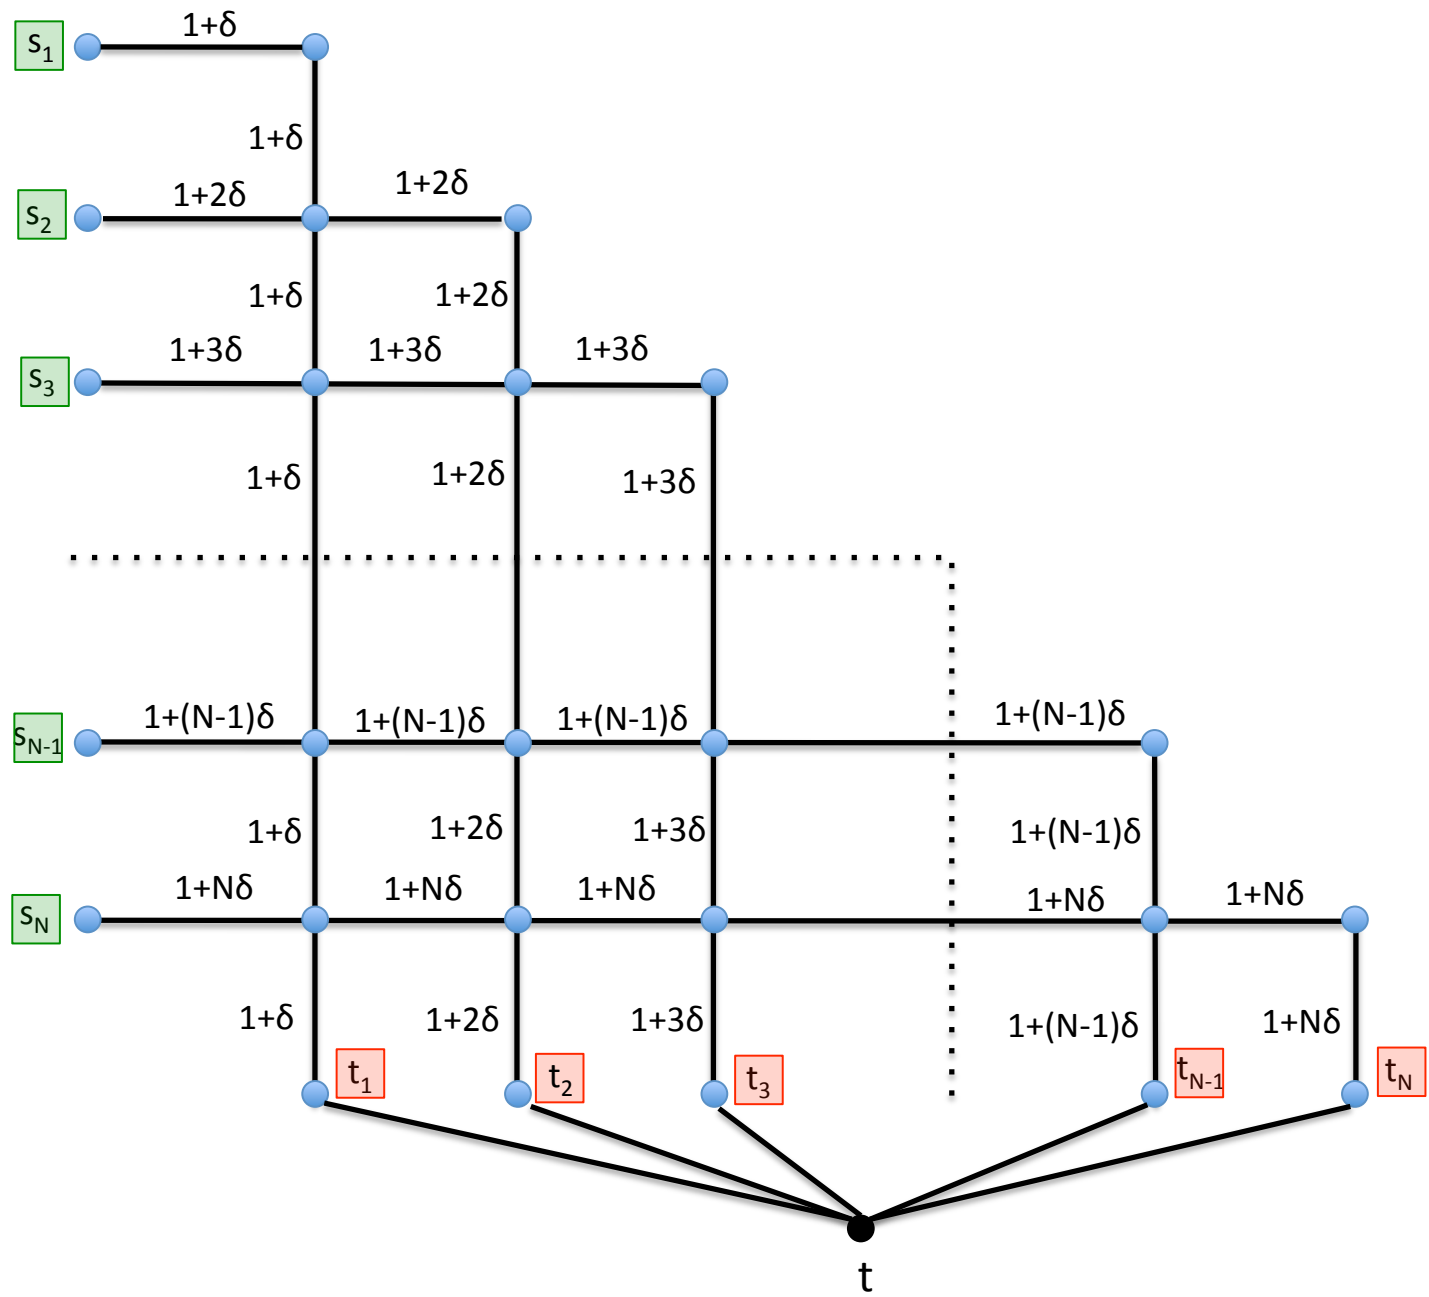 1+δ
s1
1+δ
1+2δ 1+2δ
s2
1+δ 1+2δ
1+3δ 1+3δ 1+3δ
s3
1+δ 1+2δ 1+3δ
1+(N-1)δ 1+(N-1)δ 1+(N-1)δ 1+(N-1)δ
sN-1
1+δ 1+2δ 1+3δ 1+(N-1)δ
1+Nδ 1+Nδ 1+Nδ 1+Nδ 1+Nδ
sN
1+δ 1+2δ 1+3δ 1+(N-1)δ 1+Nδ
t1 t2 t3 tN-1 tN
t